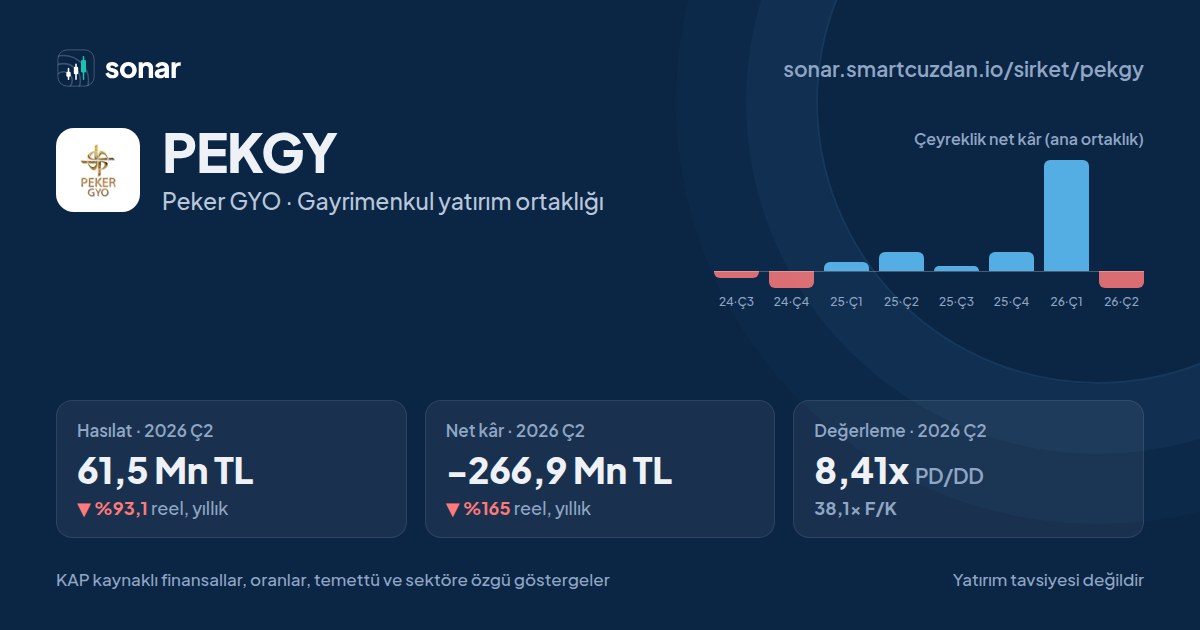 sonar
sonar.smartcuzdan.io/sirket/pekgy
PEKER
GYO
PEKGY
Peker GYO · Gayrimenkul yatırım ortaklığı
Çeyreklik net kâr (ana ortaklık)
24·Ç3 24·Ç4 25·Ç1 25·Ç2 25·Ç3 25·Ç4 26·Ç1 26·Ç2
Hasılat · 2026 Ç2
61,5 Mn TL
▼ %93,1 reel, yıllık
Net kâr · 2026 Ç2
−266,9 Mn TL
▼ %165 reel, yıllık
Değerleme · 2026 Ç2
8,41x PD/DD
38,1× F/K
KAP kaynaklı finansallar, oranlar, temettü ve sektöre özgü göstergeler
Yatırım tavsiyesi değildir